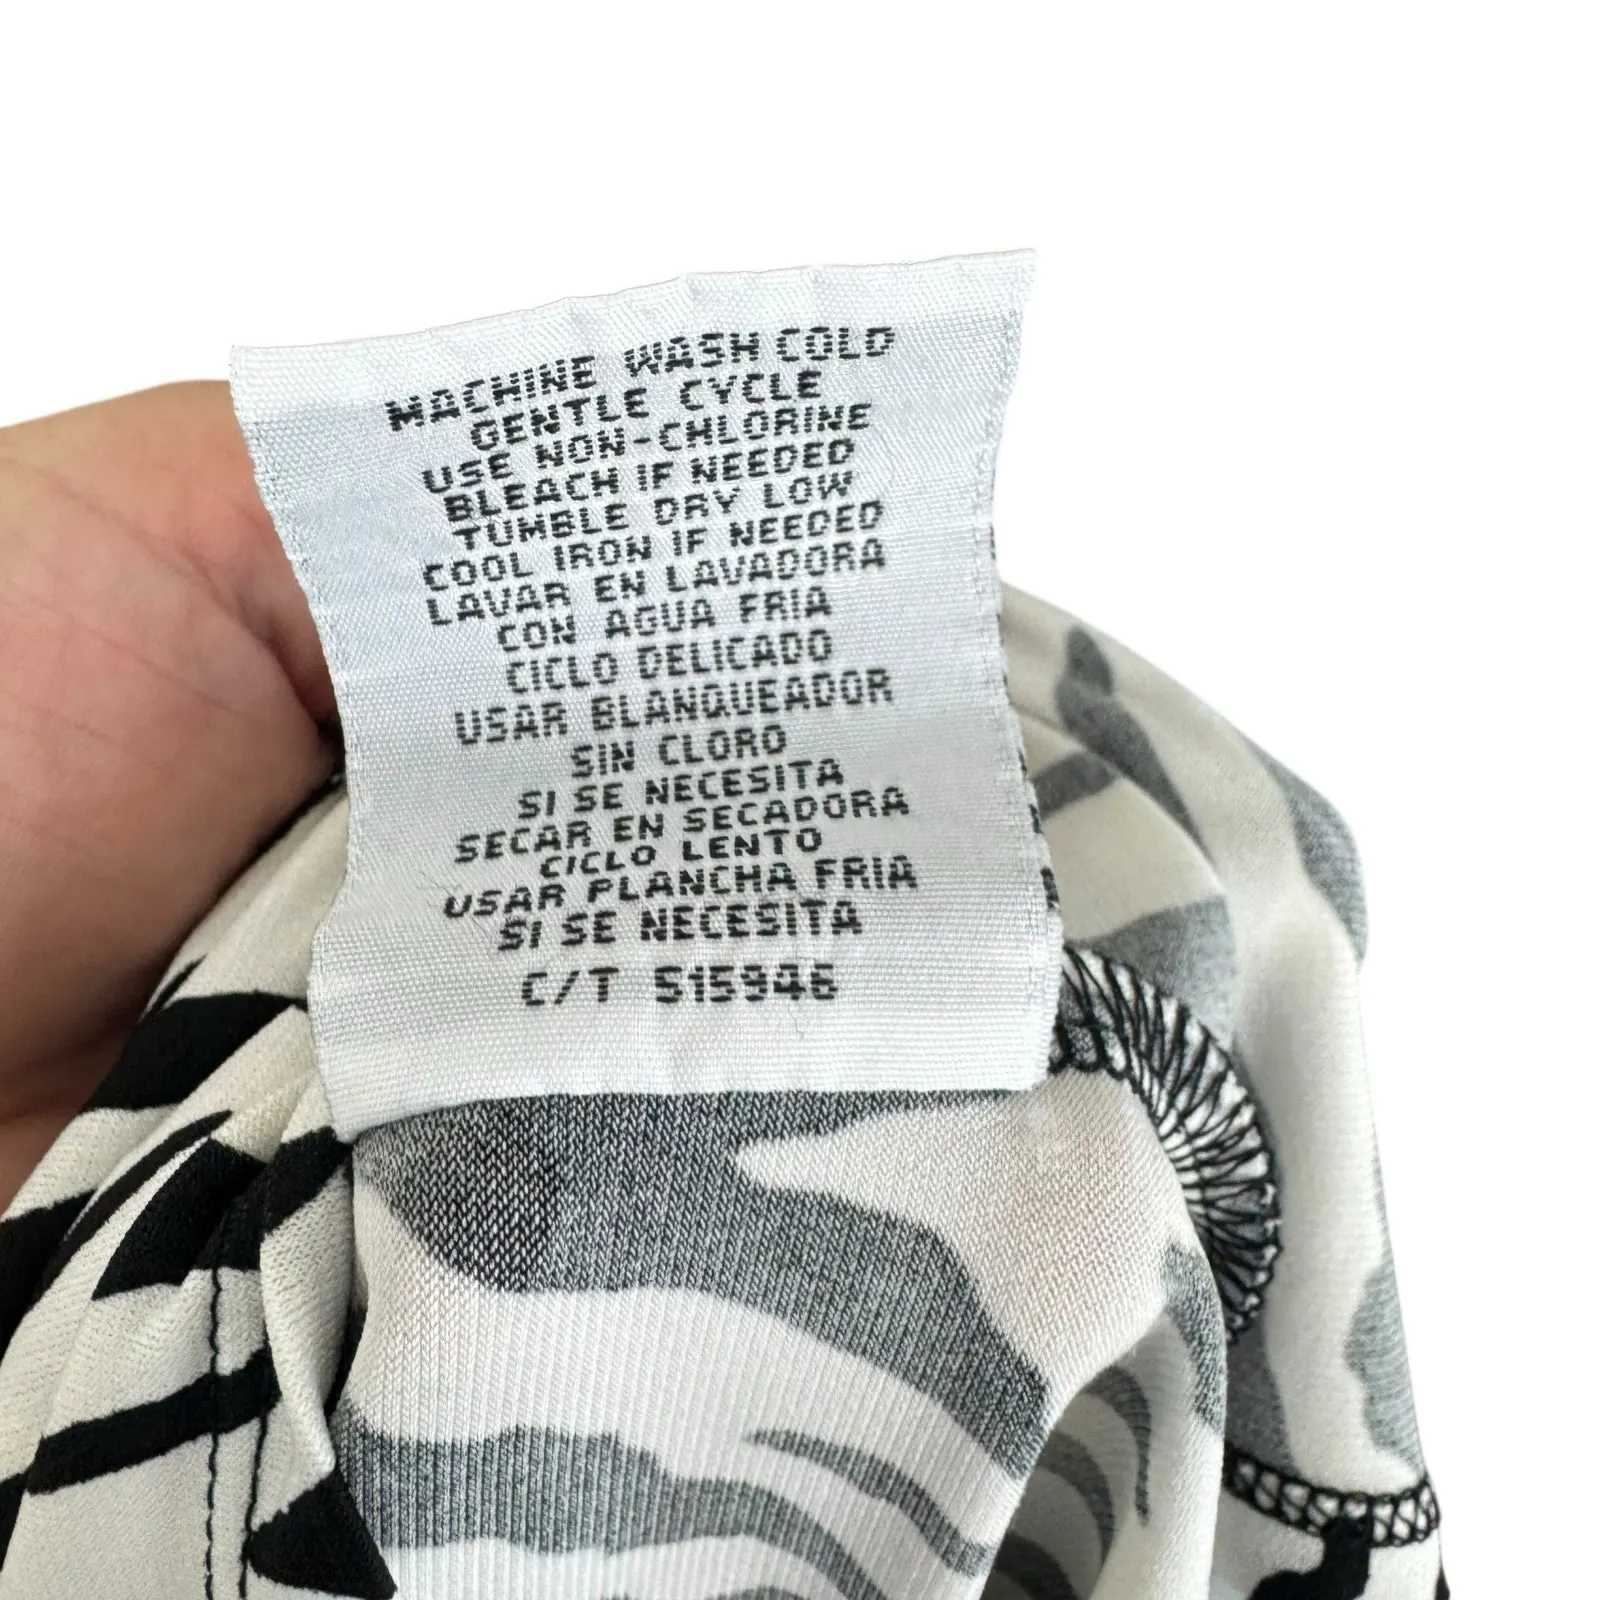 MACHINE WASH COLD
GENTLE CYCLE
USE NON-CHLORINE
BLEACH IF NEEDED
TUMBLE DRY LOW
COOL IRON IF NEEDED
LAVAR EN LAVADORA
CON AGUA FRIA
CICLO DELICADO
USAR BLANQUEADOR
SIN CLORO
SI SE NECESITA
SECAR EN SECADORA
CICLO LENTO
USAR PLANCHA FRIA
SI SE NECESITA
C/T 515946